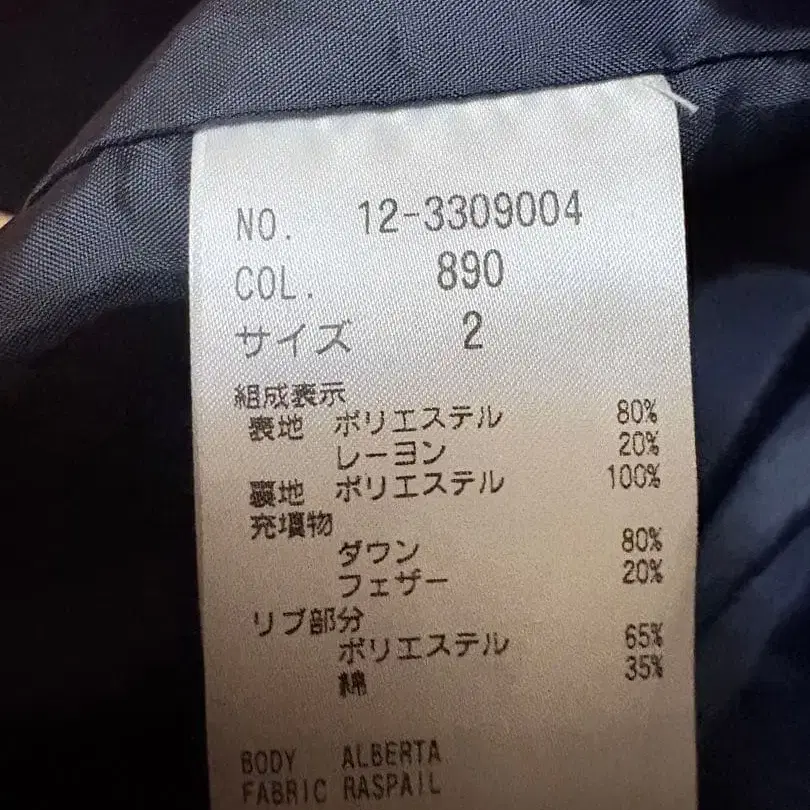 NO. 12-3309004
COL. 890
サイズ 2
組成表示
表地 ポリエステル 80%
レーヨン 20%
裏地 ポリエステル 100%
充填物
ダウン 80%
フェザー 20%
リブ部分
ポリエステル 65%
綿 35%
BODY ALBERTA
FABRIC RASPAIL